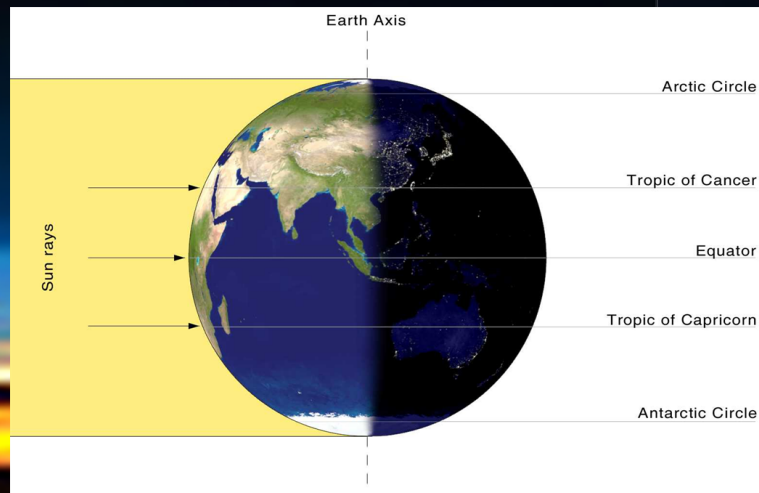 Earth Axis
Arctic Circle
Tropic of Cancer
Sun rays
Equator
Tropic of Capricorn
Antarctic Circle